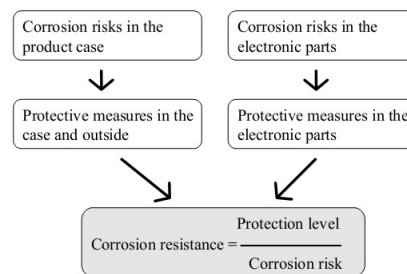 Corrosion risks in the
product case
Corrosion risks in the
electronic parts
Protective measures in the
case and outside
Protective measures in the
electronic parts
Corrosion resistance = Protection level
Corrosion risk